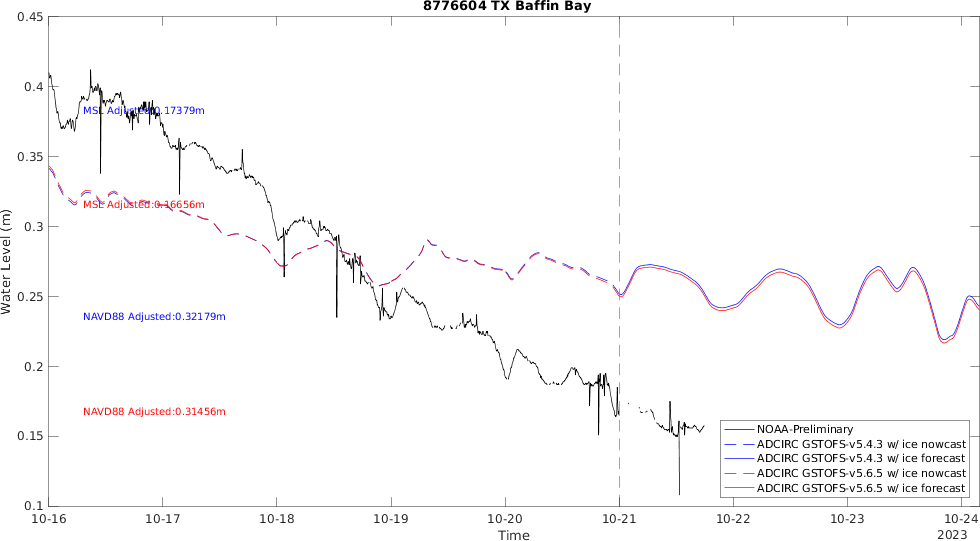 8776604 TX Baffin Bay
0.45
0.4
MSL Adjusted:0.17379m
0.35
MSL Adjusted:0.16656m
0.3
Water Level (m)
0.25
NAVD88 Adjusted:0.32179m
0.2
NAVD88 Adjusted:0.31456m
0.15
0.1
NOAA-Preliminary
ADCIRC GSTOFS-v5.4.3 w/ ice nowcast
ADCIRC GSTOFS-v5.4.3 w/ ice forecast
ADCIRC GSTOFS-v5.6.5 w/ ice nowcast
ADCIRC GSTOFS-v5.6.5 w/ ice forecast
10-16 10-17 10-18 10-19 10-20 10-21 10-22 10-23 10-24
Time
2023